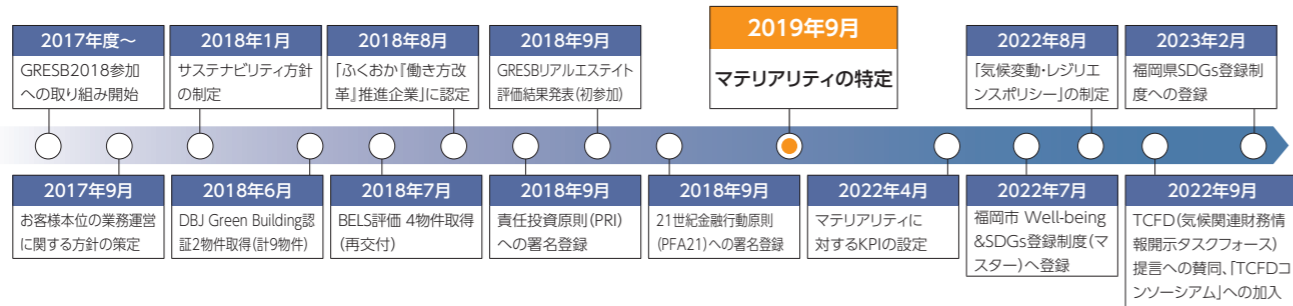 2017年度～
GRESB2018参加
への取り組み開始
2018年1月
サステナビリティ方針
の制定
2018年8月
「ふくおか『働き方改
革』推進企業」に認定
2018年9月
GRESBリアルエステイト
評価結果発表(初参加)
2019年9月
マテリアリティの特定
2022年8月
「気候変動・レジリエ
ンスポリシー」の制定
2023年2月
福岡県SDGs登録制
度への登録
2017年9月
お客様本位の業務運営
に関する方針の策定
2018年6月
DBJ Green Building認
証2物件取得(計9物件)
2018年7月
BELS評価 4物件取得
(再交付)
2018年9月
責任投資原則(PRI)
への署名登録
2018年9月
21世紀金融行動原則
(PFA21)への署名登録
2022年4月
マテリアリティに
対するKPIの設定
2022年7月
福岡市 Well-being
&SDGs登録制度(マ
スター)へ登録
2022年9月
TCFD(気候関連財務情
報開示タスクフォース)
提言への賛同、「TCFDコ
ンソーシアム」への加入